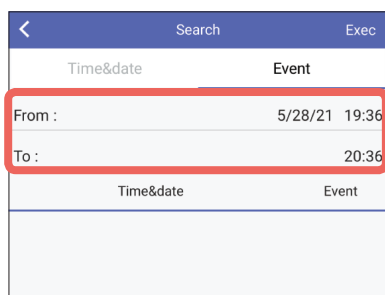 Search Exec
Time&date Event
From : 5/28/21 19:36
To : 20:36
Time&date Event